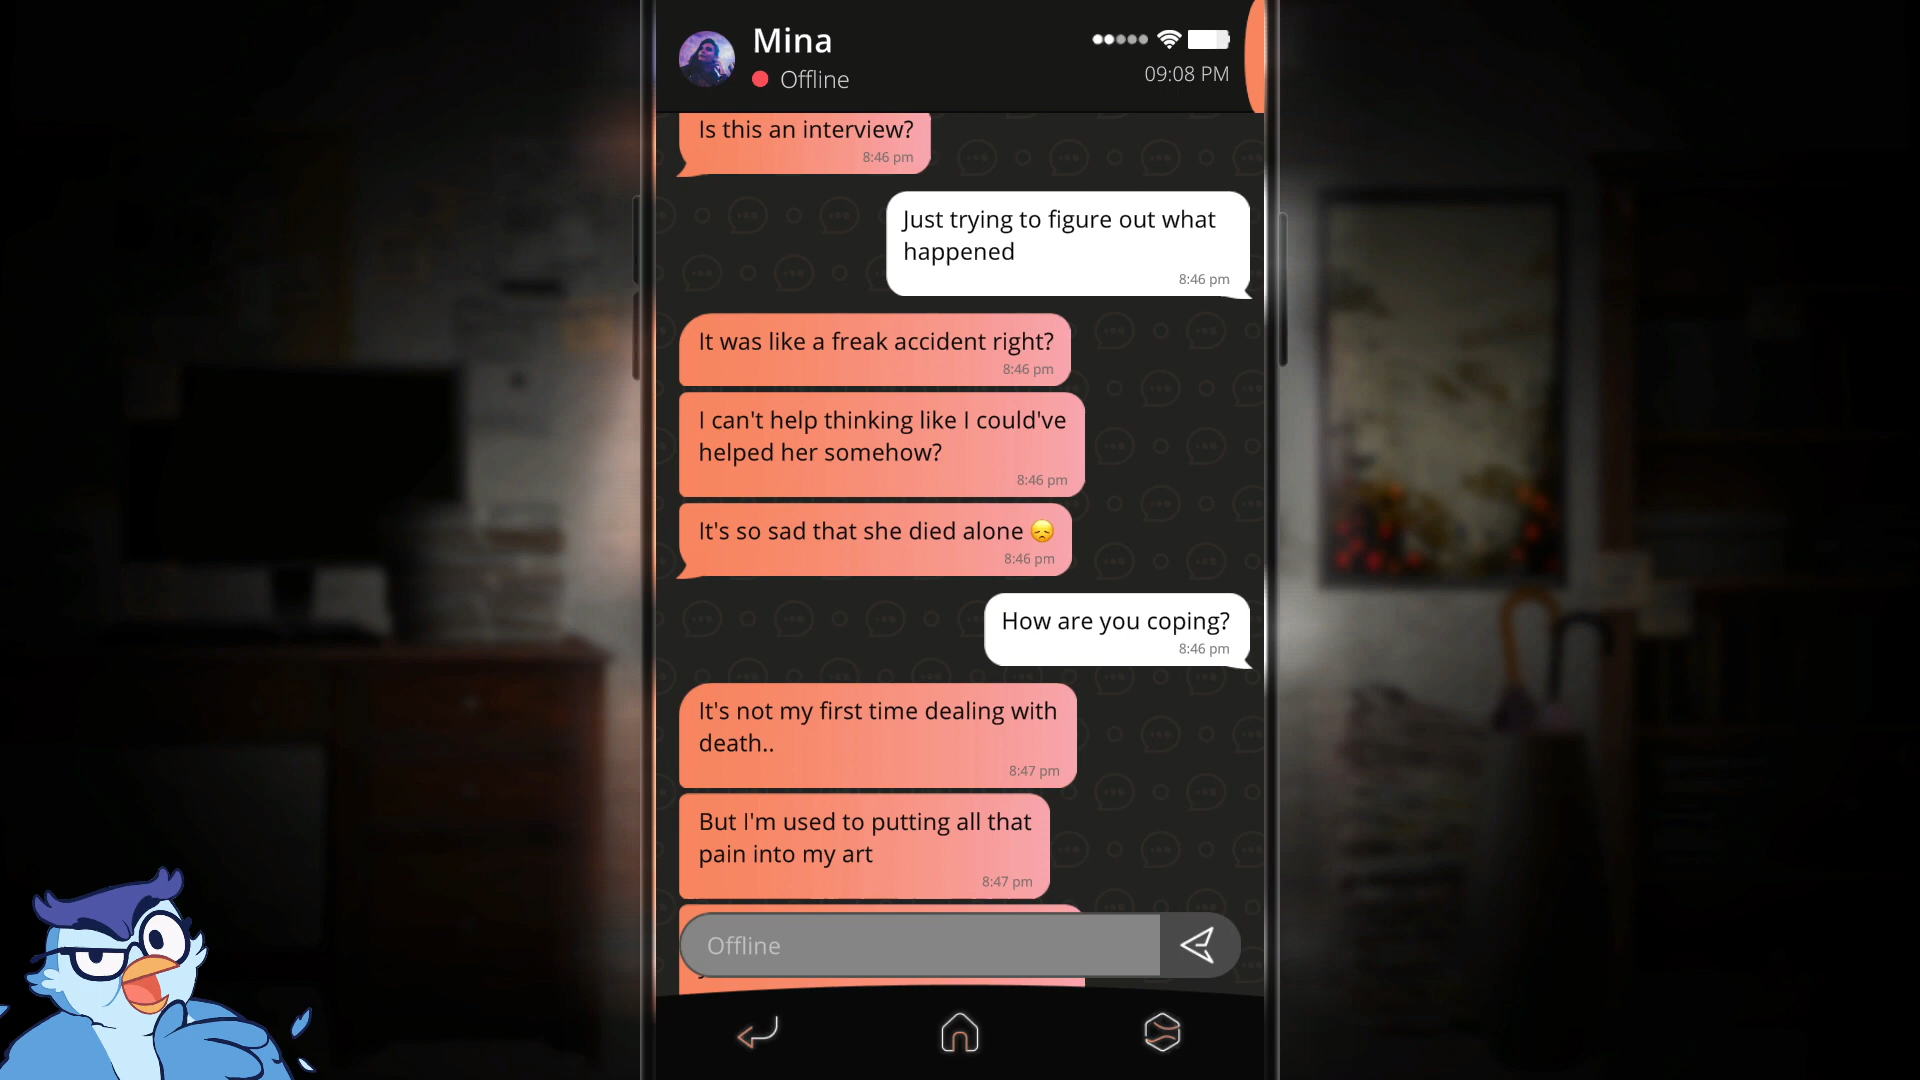 Mina
Offline
09:08 PM
Is this an interview?
8:46 pm
Just trying to figure out what
happened
8:46 pm
It was like a freak accident right?
8:46 pm
I can't help thinking like I could've
helped her somehow?
8:46 pm
It's so sad that she died alone 😞
8:46 pm
How are you coping?
8:46 pm
It's not my first time dealing with
death..
8:47 pm
But I'm used to putting all that
pain into my art
8:47 pm
Offline